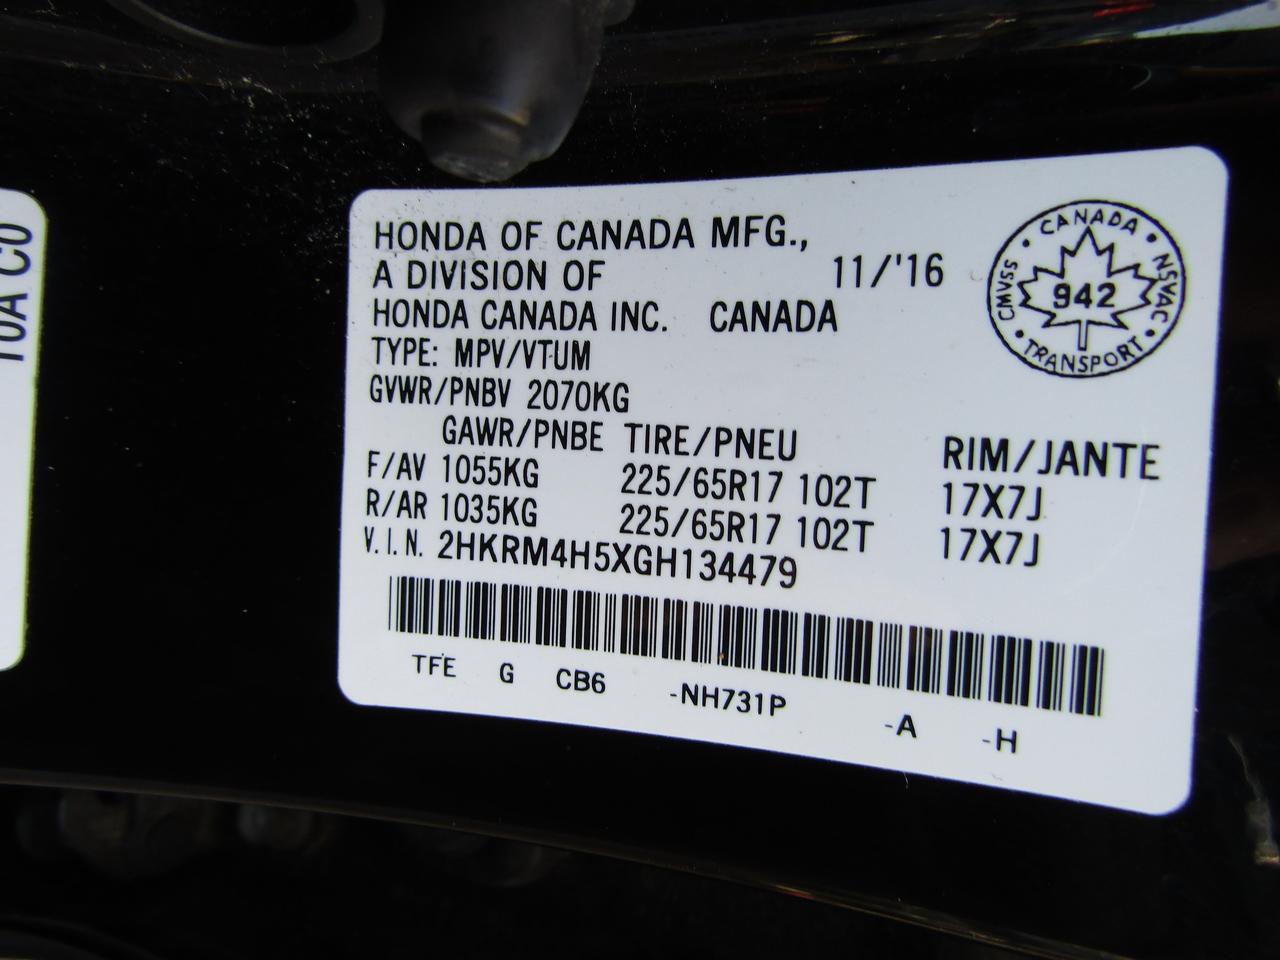 HONDA OF CANADA MFG.,
A DIVISION OF 11/'16
HONDA CANADA INC. CANADA
TYPE: MPV/VTUM
GVWR/PNBV 2070KG
GAWR/PNBE TIRE/PNEU RIM/JANTE
F/AV 1055KG 225/65R17 102T 17X7J
R/AR 1035KG 225/65R17 102T 17X7J
V.I.N. 2HKRM4H5XGH134479
TFE G CB6 -NH731P -A -H
CANADA
CMVSS 942 NSVAC
TRANSPORT